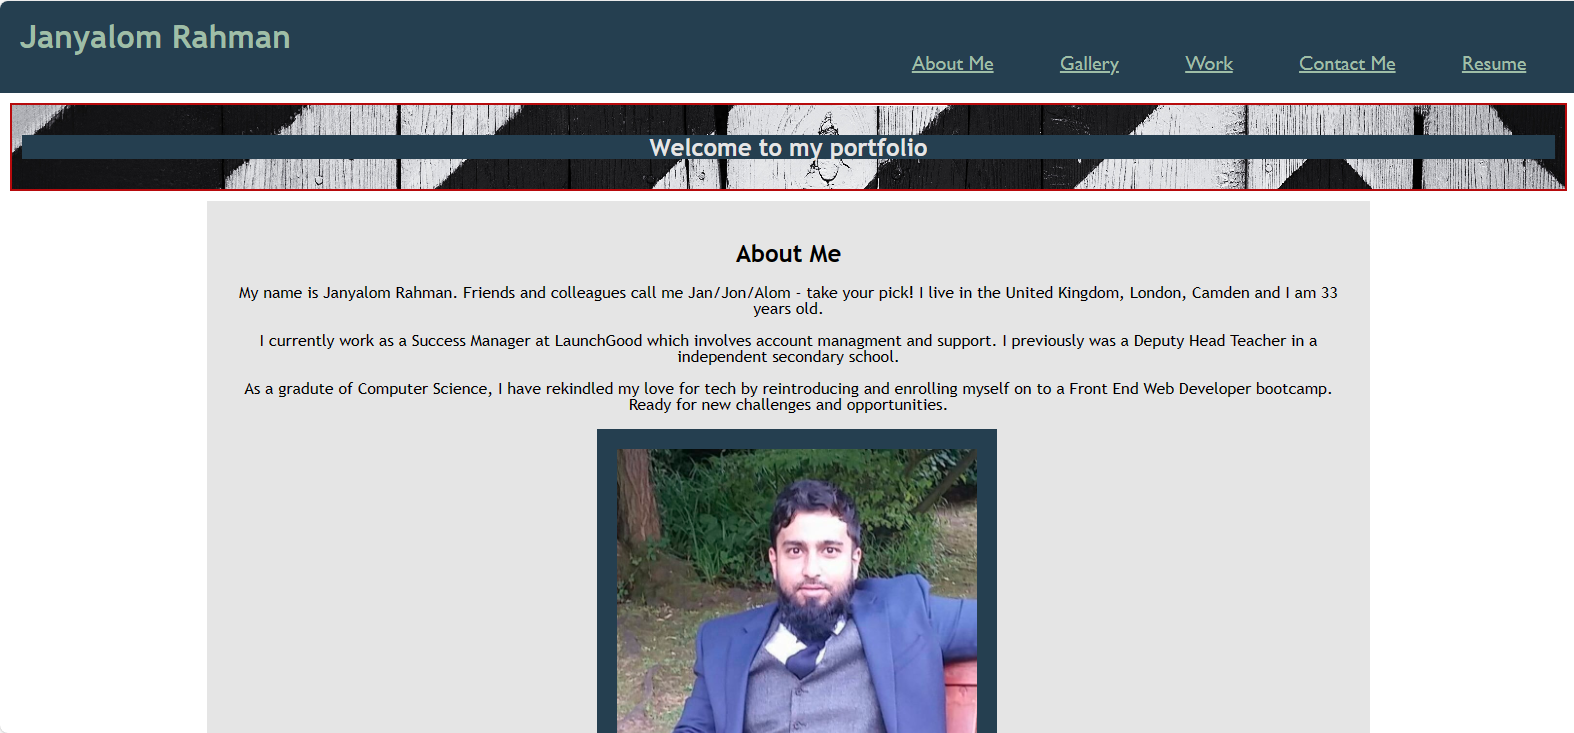 Janyalom Rahman
About Me Gallery Work Contact Me Resume
Welcome to my portfolio
About Me
My name is Janyalom Rahman. Friends and colleagues call me Jan/Jon/Alom - take your pick! I live in the United Kingdom, London, Camden and I am 33
years old.
I currently work as a Success Manager at LaunchGood which involves account managment and support. I previously was a Deputy Head Teacher in a
independent secondary school.
As a gradute of Computer Science, I have rekindled my love for tech by reintroducing and enrolling myself on to a Front End Web Developer bootcamp.
Ready for new challenges and opportunities.